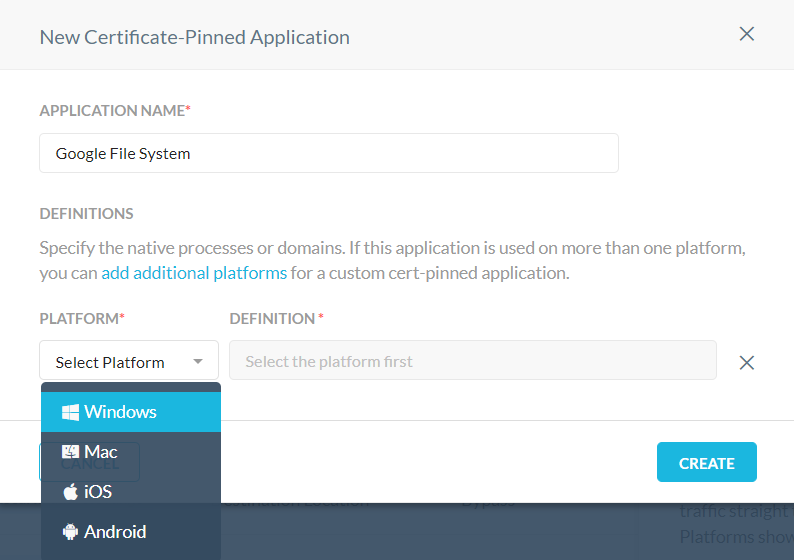 New Certificate-Pinned Application
APPLICATION NAME*
Google File System
DEFINITIONS
Specify the native processes or domains. If this application is used on more than one platform,
you can add additional platforms for a custom cert-pinned application.
PLATFORM* DEFINITION *
Select Platform Select the platform first
Windows
Mac
CANCEL CREATE
iOS
traffic straight
Android
Platforms show